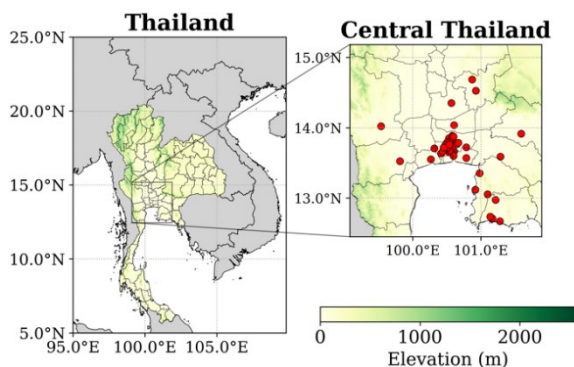 Thailand
25.0°N
20.0°N
15.0°N
10.0°N
5.0°N
95.0°E 100.0°E 105.0°E
Central Thailand
15.0°N
14.0°N
13.0°N
100.0°E 101.0°E
0 1000 2000
Elevation (m)